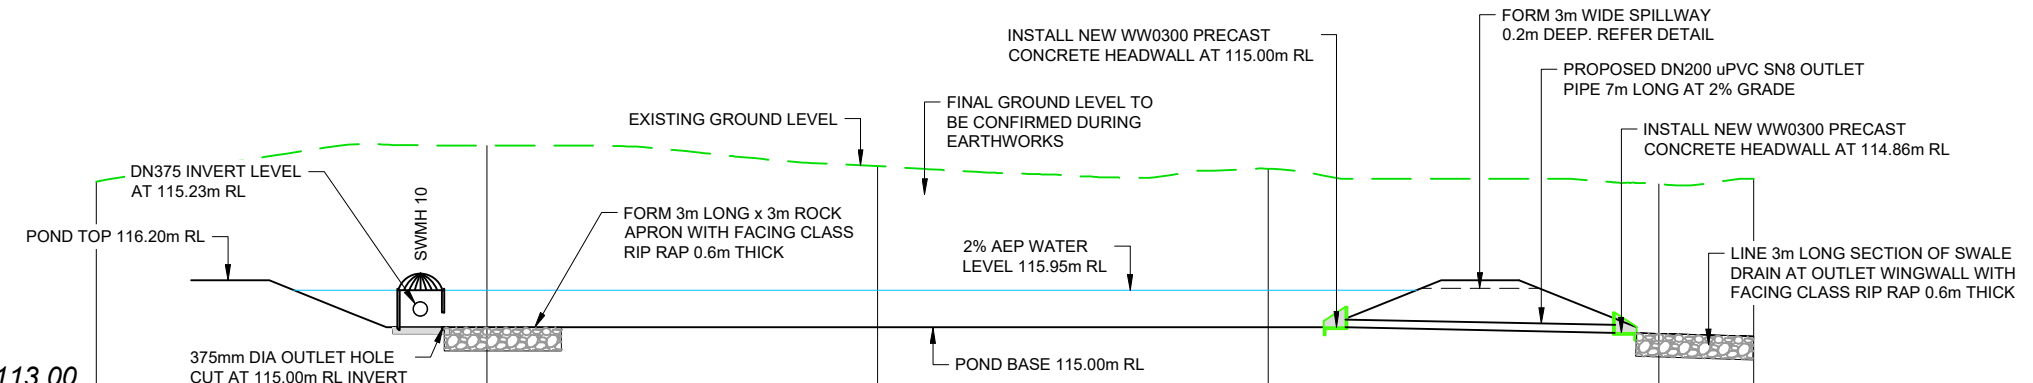 FORM 3m WIDE SPILLWAY
0.2m DEEP. REFER DETAIL
INSTALL NEW WW0300 PRECAST
CONCRETE HEADWALL AT 115.00m RL
PROPOSED DN200 uPVC SN8 OUTLET
PIPE 7m LONG AT 2% GRADE
FINAL GROUND LEVEL TO
BE CONFIRMED DURING
EARTHWORKS
EXISTING GROUND LEVEL
INSTALL NEW WW0300 PRECAST
CONCRETE HEADWALL AT 114.86m RL
DN375 INVERT LEVEL
AT 115.23m RL
SWMH 10
FORM 3m LONG x 3m ROCK
APRON WITH FACING CLASS
RIP RAP 0.6m THICK
POND TOP 116.20m RL
2% AEP WATER
LEVEL 115.95m RL
LINE 3m LONG SECTION OF SWALE
DRAIN AT OUTLET WINGWALL WITH
FACING CLASS RIP RAP 0.6m THICK
375mm DIA OUTLET HOLE
CUT AT 115.00m RL INVERT
POND BASE 115.00m RL
113.00